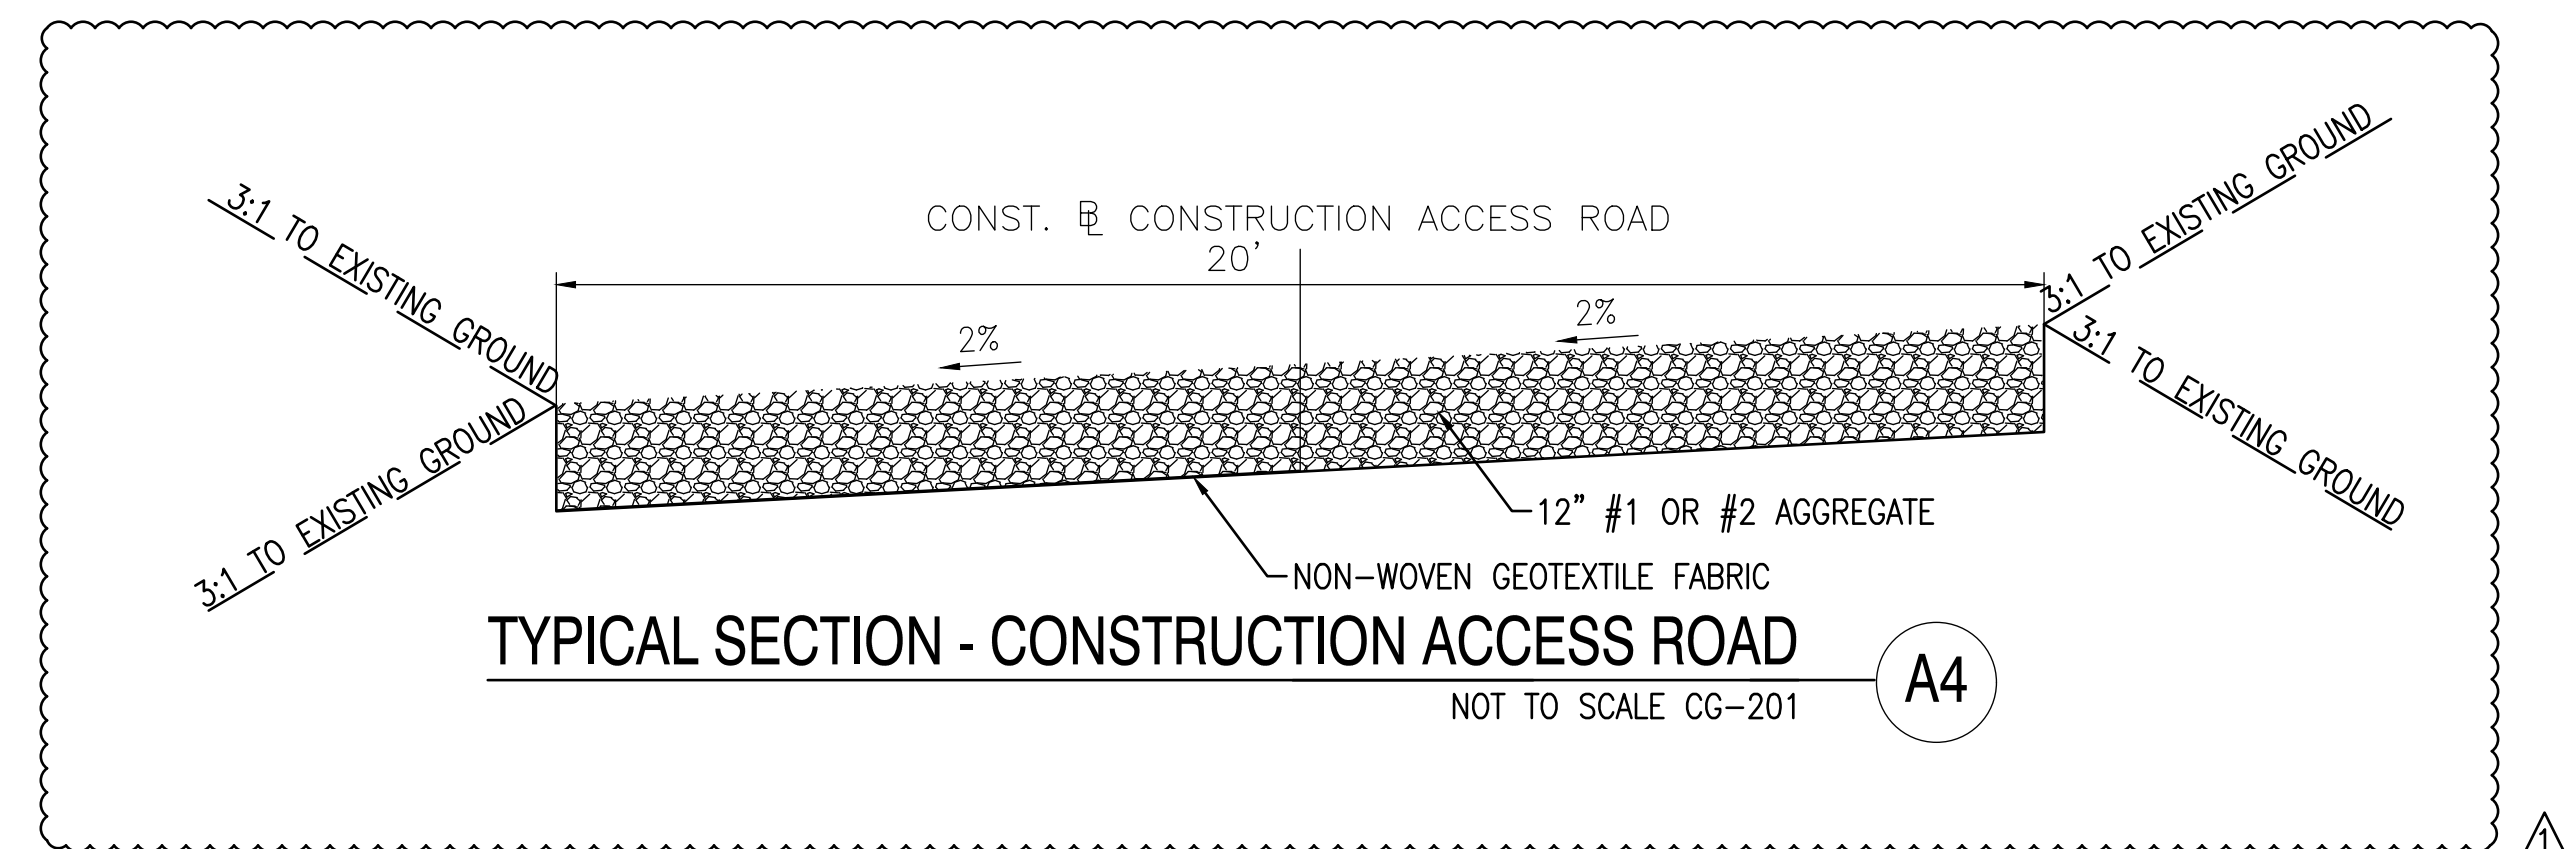 3:1 TO EXISTING GROUND
3:1 TO EXISTING GROUND
CONST. ⅊ CONSTRUCTION ACCESS ROAD
20'
2%
2%
3:1 TO EXISTING GROUND
3:1 TO EXISTING GROUND
12" #1 OR #2 AGGREGATE
NON-WOVEN GEOTEXTILE FABRIC
TYPICAL SECTION - CONSTRUCTION ACCESS ROAD
A4
NOT TO SCALE CG-201
1